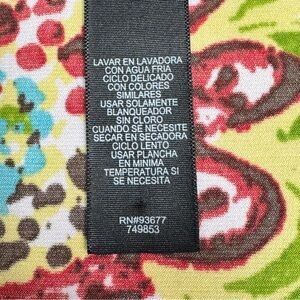 LAVAR EN LAVADORA
CON AGUA FRIA
CICLO DELICADO
CON COLORES
SIMILARES
USAR SOLAMENTE
BLANQUEADOR
SIN CLORO
CUANDO SE NECESITE
SECAR EN SECADORA
CICLO LENTO
USAR PLANCHA
EN MINIMA
TEMPERATURA SI
SE NECESITA
RN#93677
749853